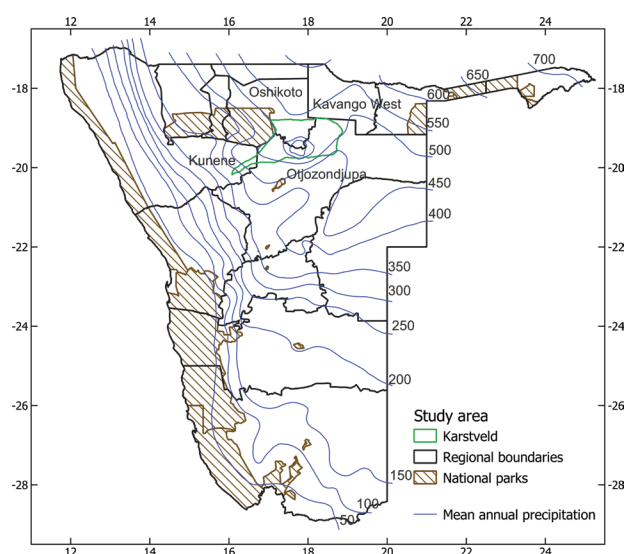 12 14 16 18 20 22 24
700
-18 Oshikoto 650 -18
Kavango West 600
550
-20 Kunene 500 -20
Otjozondjupa 450
400
-22 -22
350
300
-24 250 -24
200
-26 -26
Study area
Karstveld
Regional boundaries
-28 150 National parks -28
100
50 Mean annual precipitation
12 14 16 18 20 22 24